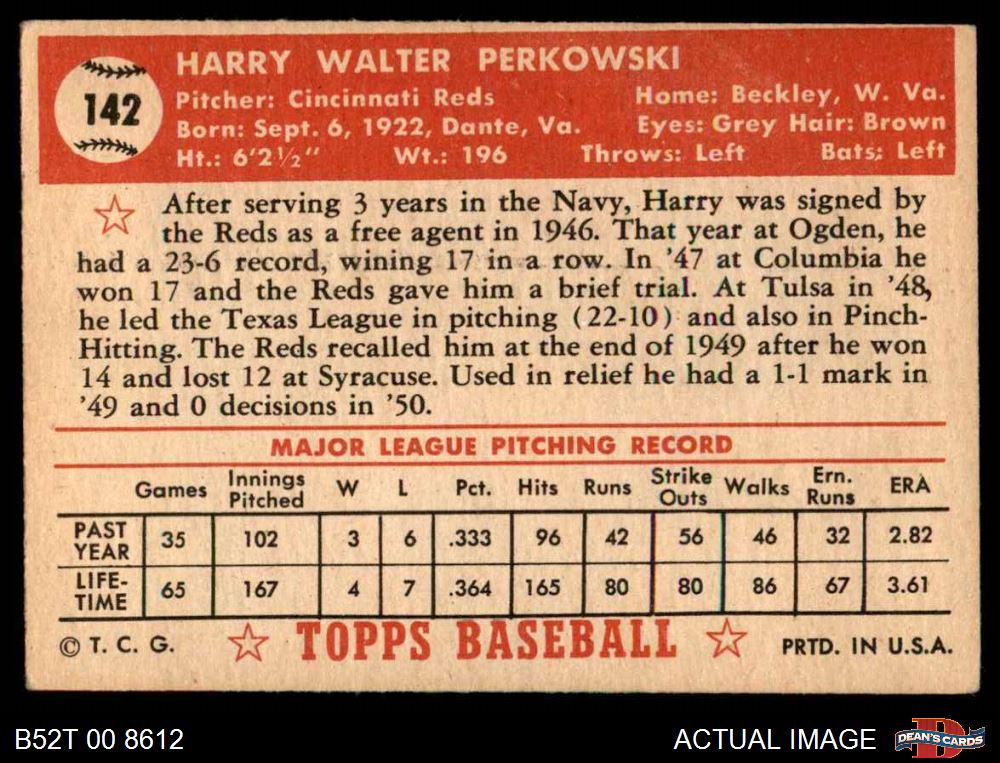 142
HARRY WALTER PERKOWSKI
Pitcher: Cincinnati Reds Home: Beckley, W. Va.
Born: Sept. 6, 1922, Dante, Va. Eyes: Grey Hair: Brown
Ht.: 6'2½" Wt.: 196 Throws: Left Bats: Left
After serving 3 years in the Navy, Harry was signed by
the Reds as a free agent in 1946. That year at Ogden, he
had a 23-6 record, wining 17 in a row. In '47 at Columbia he
won 17 and the Reds gave him a brief trial. At Tulsa in '48,
he led the Texas League in pitching (22-10) and also in Pinch-
Hitting. The Reds recalled him at the end of 1949 after he won
14 and lost 12 at Syracuse. Used in relief he had a 1-1 mark in
'49 and 0 decisions in '50.
MAJOR LEAGUE PITCHING RECORD
Games Innings Pitched W L Pct. Hits Runs Strike Outs Walks Ern. Runs ERA
PAST YEAR 35 102 3 6 .333 96 42 56 46 32 2.82
LIFE-TIME 65 167 4 7 .364 165 80 80 86 67 3.61
© T. C. G. TOPPS BASEBALL PRTD. IN U.S.A.
B52T 00 8612 ACTUAL IMAGE DEAN'S CARDS